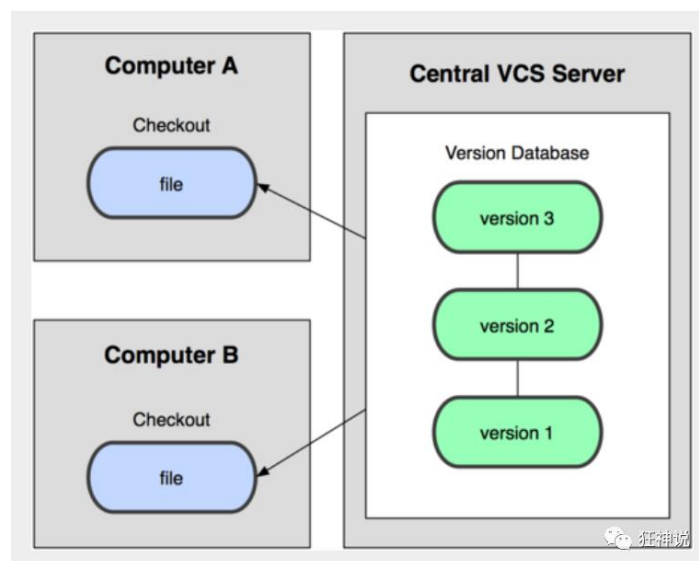 Computer A
Checkout
file
Computer B
Checkout
file
Central VCS Server
Version Database
version 3
version 2
version 1
狂神说